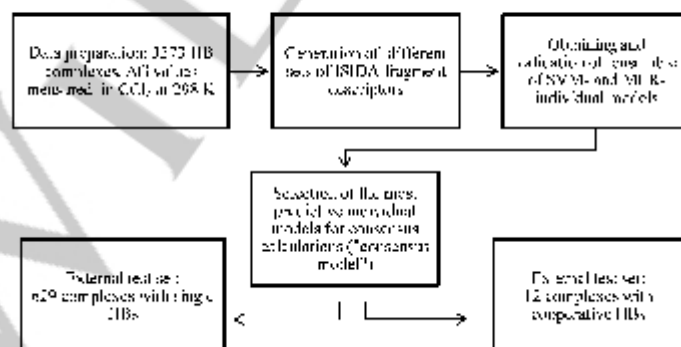 Data preparation: 3373 HB
complexes. ΔH values
measured in CCl4 at 298 K
Generation of different
sets of ISIDA fragment
descriptors
Obtaining and
validation of ensembles
of SVM- and MLR-
individual models
Selection of the most
predictive individual
models for consensus
calculations ("consensus
model")
External test set:
629 complexes with single
HBs
External test set:
12 complexes with
cooperative HBs